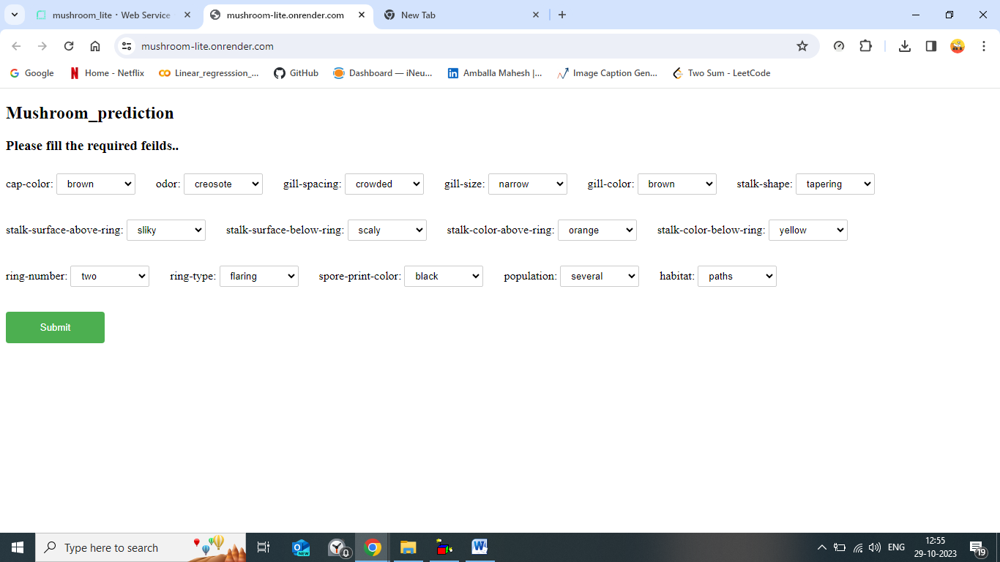 mushroom_lite · Web Service
mushroom-lite.onrender.com
New Tab
mushroom-lite.onrender.com
Google
Home - Netflix
Linear_regresssion_...
GitHub
Dashboard — iNeu...
Amballa Mahesh |...
Image Caption Gen...
Two Sum - LeetCode
Mushroom_prediction
Please fill the required feilds..
cap-color: brown odor: creosote gill-spacing: crowded gill-size: narrow gill-color: brown stalk-shape: tapering
stalk-surface-above-ring: sliky stalk-surface-below-ring: scaly stalk-color-above-ring: orange stalk-color-below-ring: yellow
ring-number: two ring-type: flaring spore-print-color: black population: several habitat: paths
Submit
Type here to search
NEW
ENG
12:55
29-10-2023
19